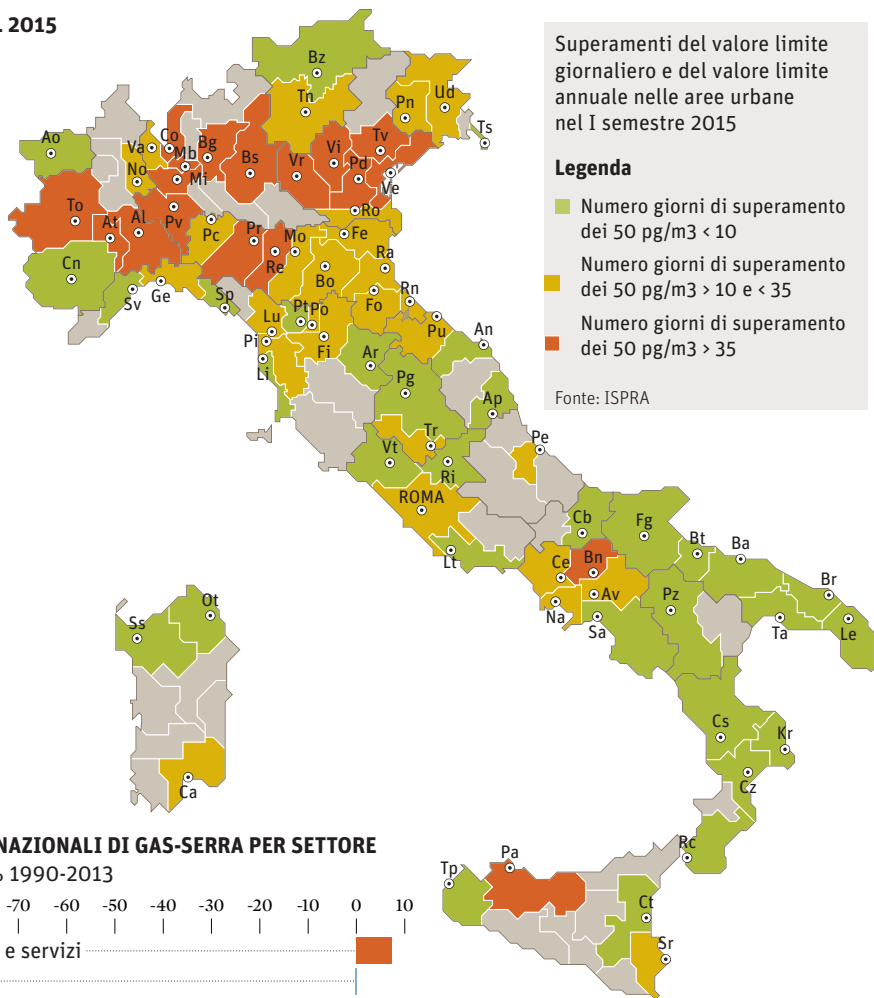 L 2015
Superamenti del valore limite
giornaliero e del valore limite
annuale nelle aree urbane
nel I semestre 2015
Legenda
Numero giorni di superamento
dei 50 pg/m3 < 10
Numero giorni di superamento
dei 50 pg/m3 > 10 e < 35
Numero giorni di superamento
dei 50 pg/m3 > 35
Fonte: ISPRA
Bz
Tn
Pn
Ud
Ts
Ao
Va
Co
Bg
Mb
No
Mi
Bs
Vr
Vi
Tv
Pd
Ve
To
At
Al
Pv
Ro
Pc
Pr
Mo
Fe
Re
Cn
Ge
Sv
Sp
Bo
Ra
Fo
Rn
Lu
Pt
Po
Pu
Pi
Fi
Li
Ar
An
Pg
Ap
Tr
Vt
Ri
Pe
ROMA
Lt
Cb
Fg
Bt
Ba
Ce
Bn
Av
Na
Sa
Pz
Br
Ta
Le
Ot
Ss
Ca
Cs
Kr
Cz
Rc
Pa
Tp
Ct
Sr
NAZIONALI DI GAS-SERRA PER SETTORE
% 1990-2013
-70 -60 -50 -40 -30 -20 -10 0 10
e servizi